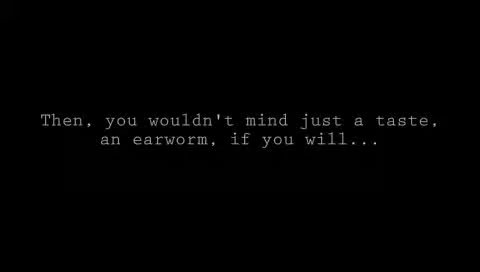 Then, you wouldn't mind just a taste,
an earworm, if you will...